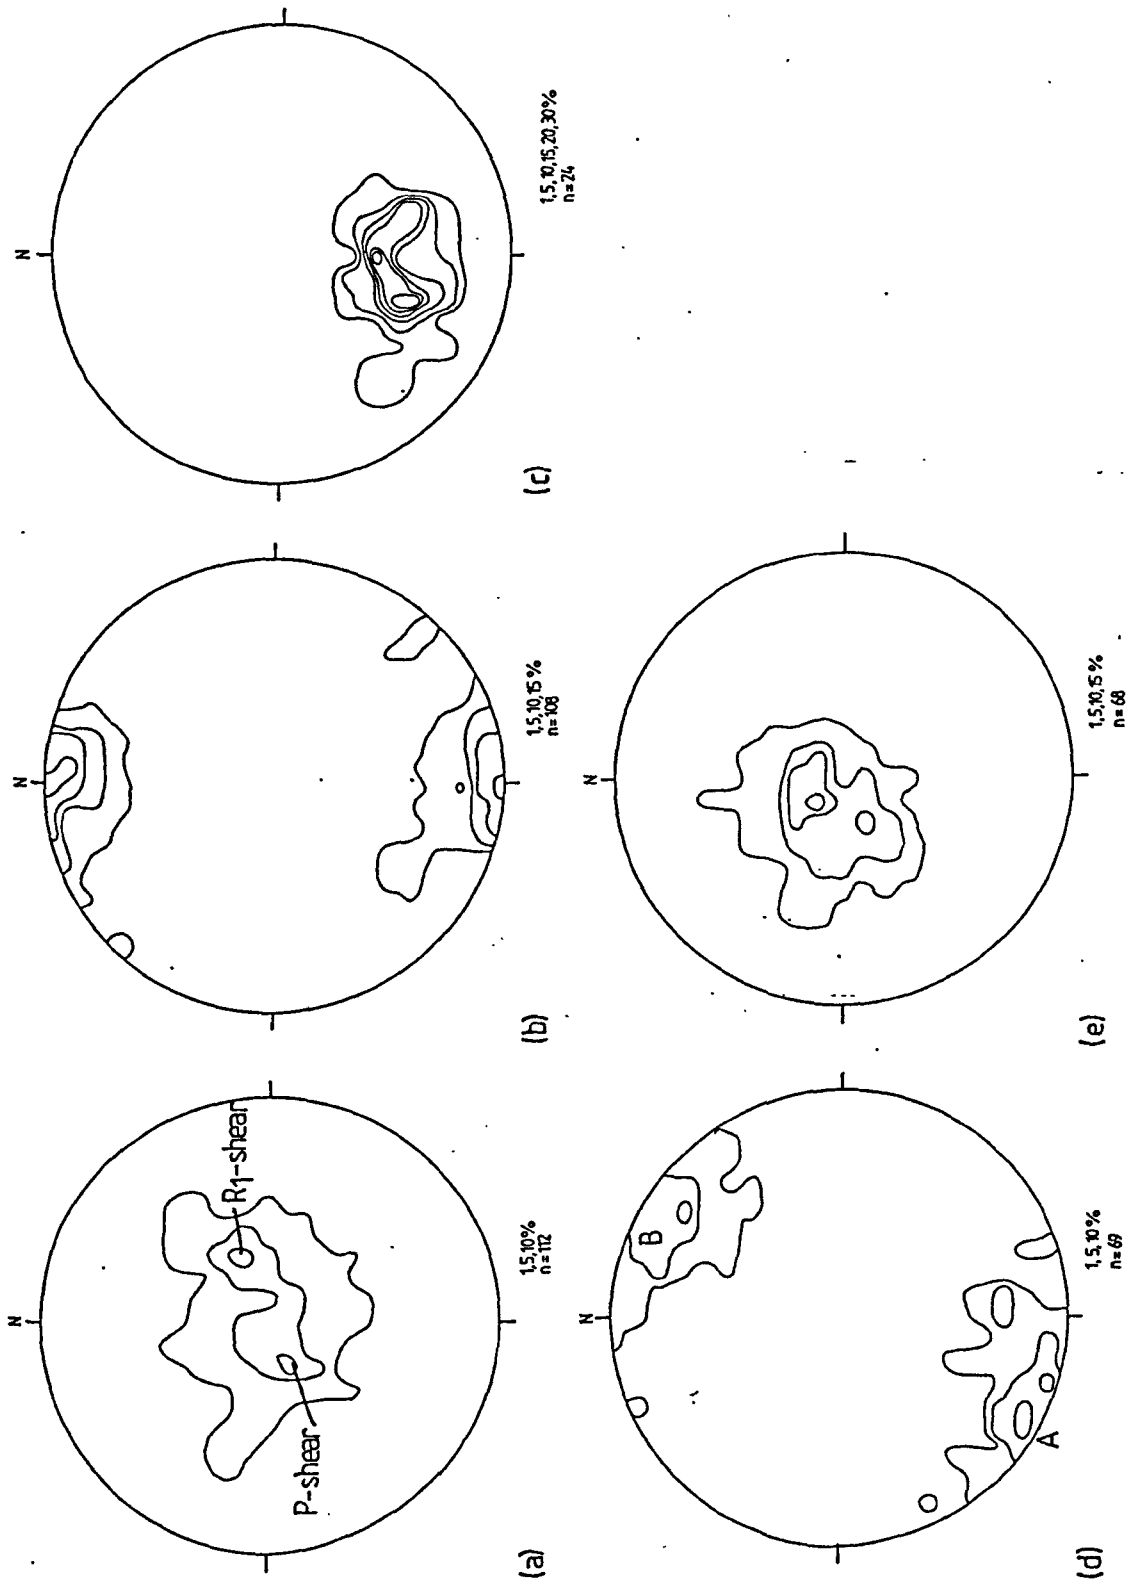 N
R1-shear
P-shear
1,5,10%
n=112
(a)
N
1,5,10,15%
n=108
(b)
N
1,5,10,15,20,30%
n=24
(c)
N
B
A
1,5,10%
n=69
(d)
N
1,5,10,15%
n=68
(e)